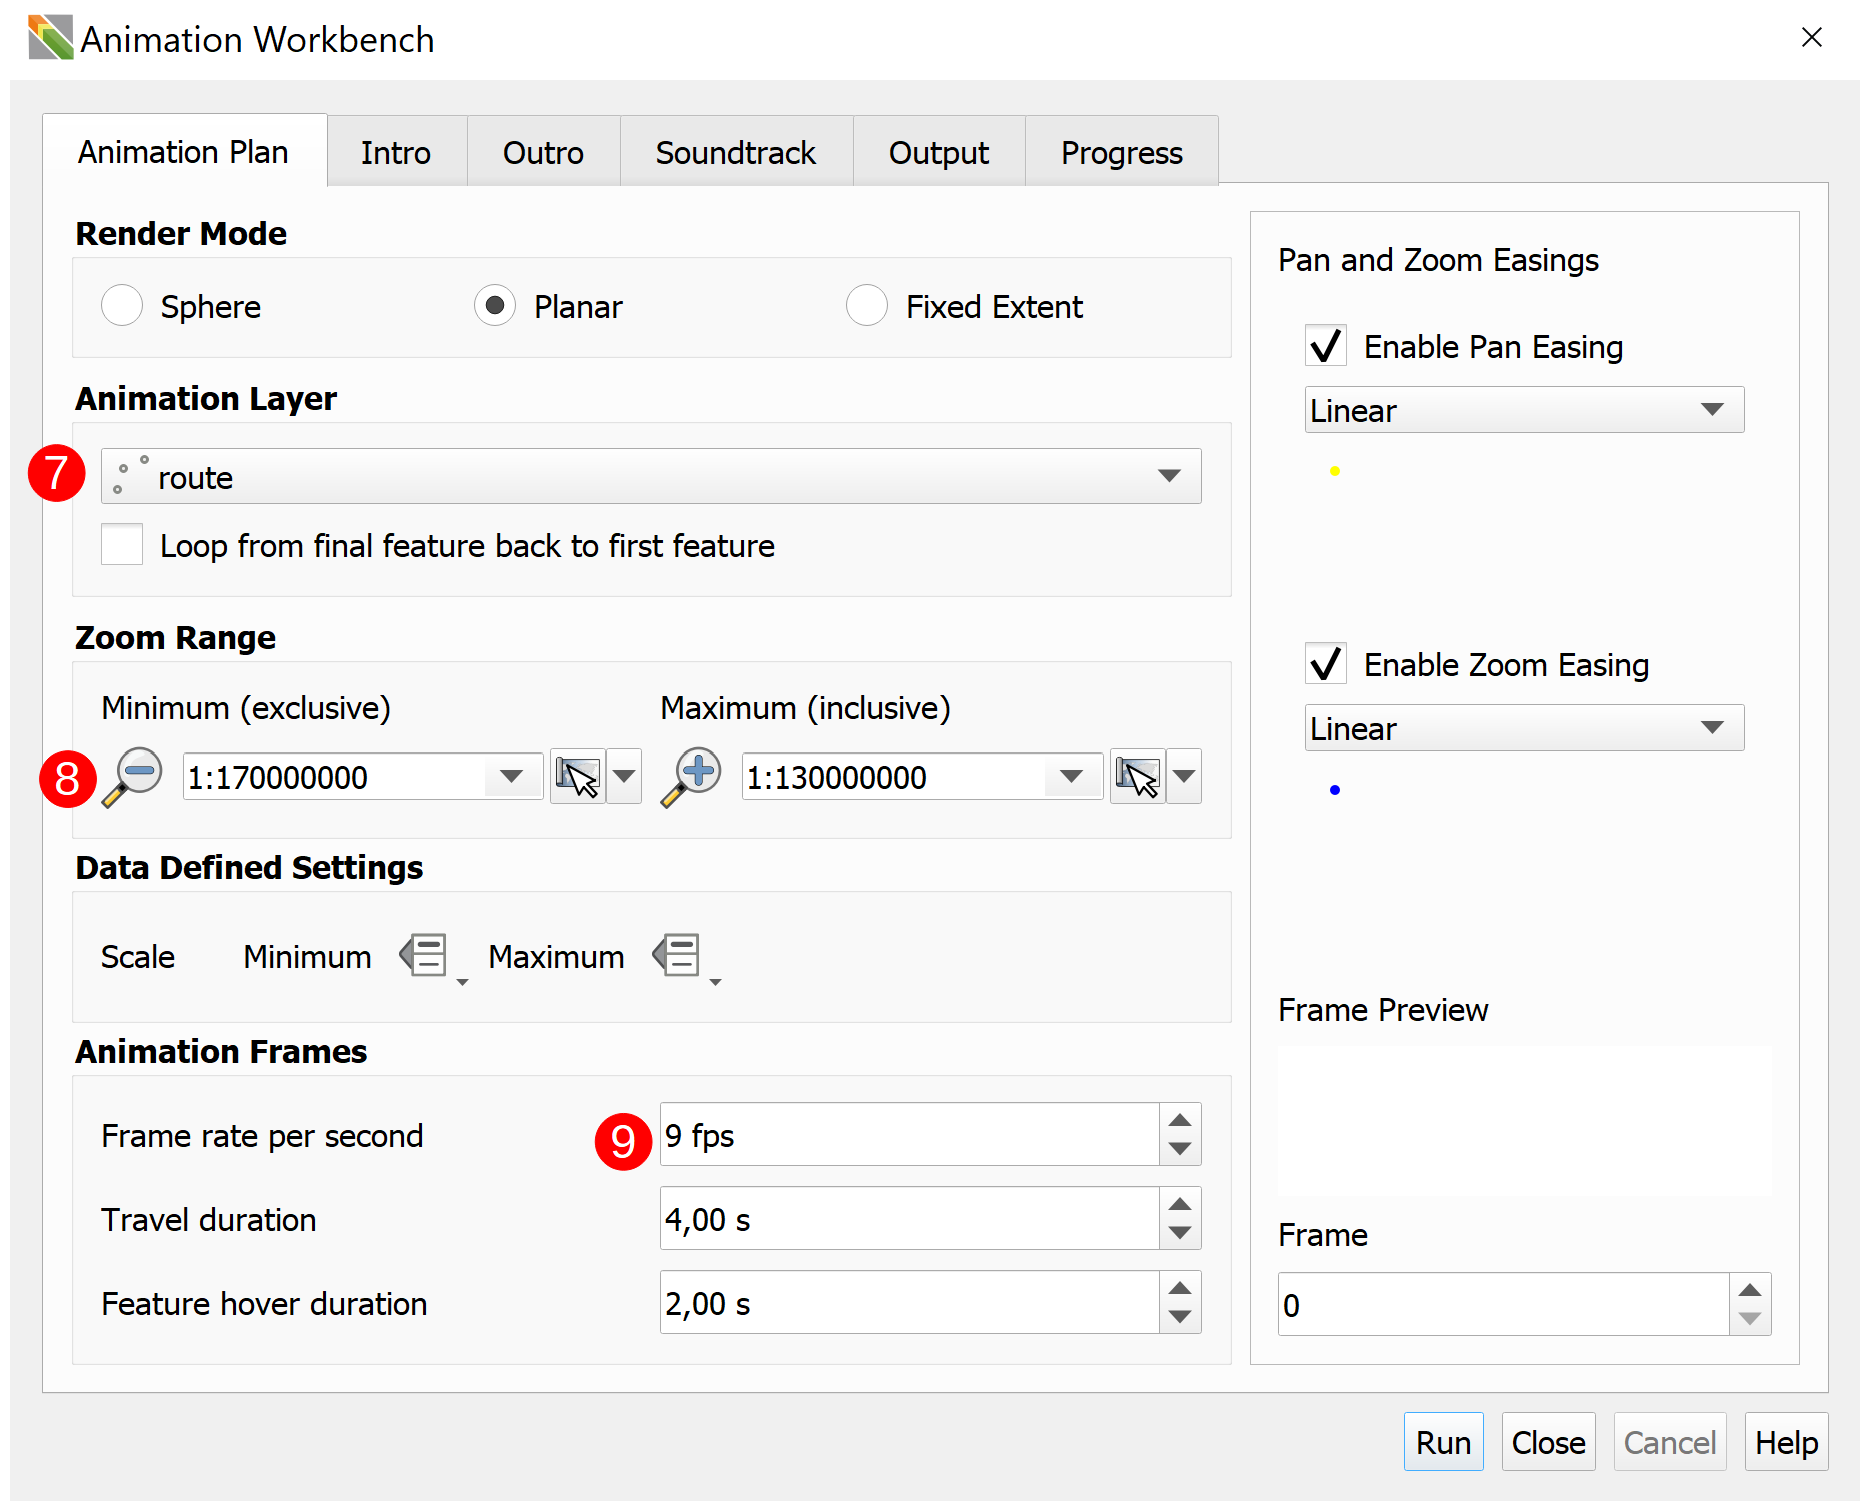 Animation Workbench
Animation Plan
Intro
Outro
Soundtrack
Output
Progress
Render Mode
Sphere
Planar
Fixed Extent
Animation Layer
7
route
Loop from final feature back to first feature
Zoom Range
Minimum (exclusive)
Maximum (inclusive)
8
1:170000000
1:130000000
Data Defined Settings
Scale
Minimum
Maximum
Animation Frames
Frame rate per second
9
9 fps
Travel duration
4,00 s
Feature hover duration
2,00 s
Pan and Zoom Easings
Enable Pan Easing
Linear
Enable Zoom Easing
Linear
Frame Preview
Frame
0
Run
Close
Cancel
Help